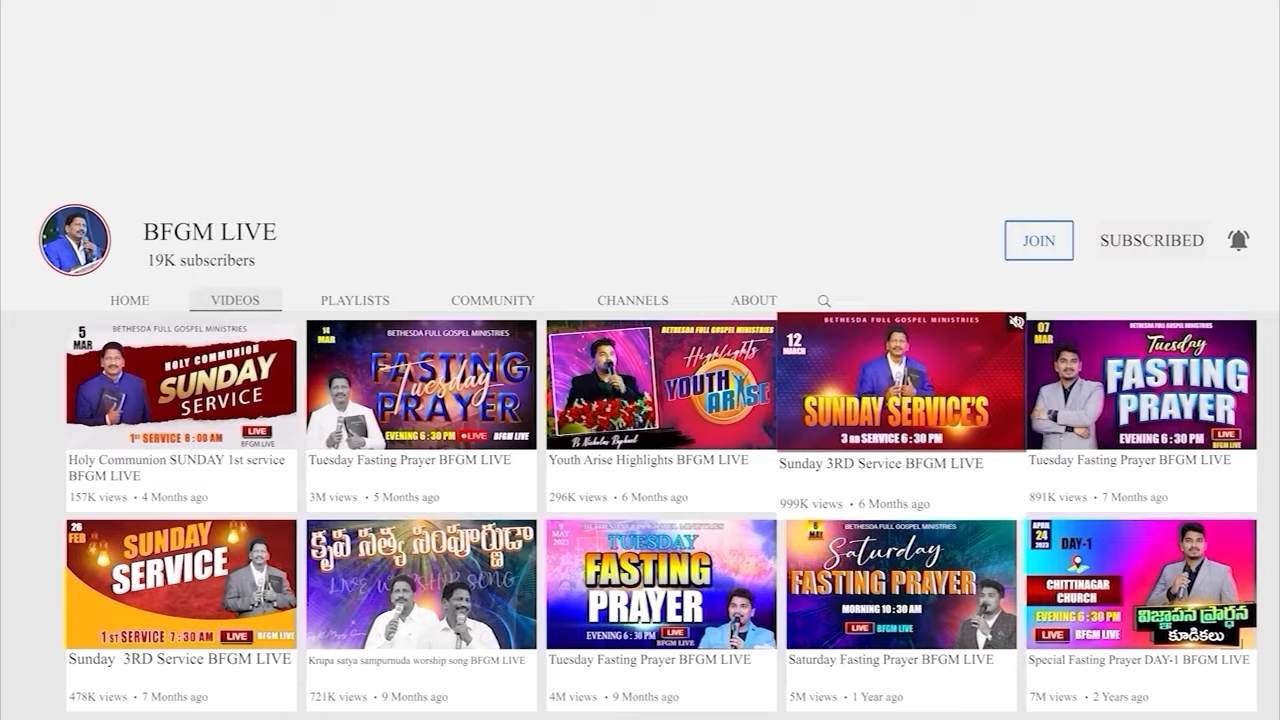 BFGM LIVE
19K subscribers
JOIN
SUBSCRIBED
HOME
VIDEOS
PLAYLISTS
COMMUNITY
CHANNELS
ABOUT
5
MAR
BETHESDA FULL GOSPEL MINISTRIES
HOLY COMMUNION
SUNDAY
SERVICE
1ST SERVICE 8 : 00 AM
LIVE
BFGM LIVE
Holy Communion SUNDAY 1st service
BFGM LIVE
157K views • 4 Months ago
14
MAR
BETHESDA FULL GOSPEL MINISTRIES
FASTING
Tuesday
PRAYER
EVENING 6 : 30 PM
LIVE
BFGM LIVE
Tuesday Fasting Prayer BFGM LIVE
3M views • 5 Months ago
BETHESDA FULL GOSPEL MINISTRIES
Highlights
YOUTH
ARISE
Ps Nicholas Raphael
Youth Arise Highlights BFGM LIVE
296K views • 6 Months ago
BETHESDA FULL GOSPEL MINISTRIES
12
MARCH
SUNDAY SERVICE'S
3 RD SERVICE 6 : 30 PM
Sunday 3RD Service BFGM LIVE
999K views • 6 Months ago
07
MAR
BETHESDA FULL GOSPEL MINISTRIES
Tuesday
FASTING
PRAYER
EVENING 6 : 30 PM
LIVE
BFGM LIVE
Tuesday Fasting Prayer BFGM LIVE
891K views • 7 Months ago
26
FEB
SUNDAY
SERVICE
1 ST SERVICE 7 : 30 AM
LIVE
BFGM LIVE
Sunday 3RD Service BFGM LIVE
478K views • 7 Months ago
కృప సత్య సంపూర్ణుడా
LIVE WORSHIP SONG
Krupa satya sampurnuda worship song BFGM LIVE
721K views • 9 Months ago
9
MAY
2023
BETHESDA FULL GOSPEL MINISTRIES
TUESDAY
FASTING
PRAYER
EVENING 6 : 30 PM
LIVE
BFGM LIVE
Tuesday Fasting Prayer BFGM LIVE
4M views • 9 Months ago
6
MAY
BETHESDA FULL GOSPEL MINISTRIES
Saturday
FASTING PRAYER
MORNING 10 : 30 AM
LIVE
BFGM LIVE
Saturday Fasting Prayer BFGM LIVE
5M views • 1 Year ago
APRIL
24
2023
DAY-1
CHITTINAGAR
CHURCH
EVENING 6 : 30 PM
LIVE
BFGM LIVE
విజ్ఞాపన ప్రార్థన
కూడికలు
Special Fasting Prayer DAY-1 BFGM LIVE
7M views • 2 Years ago